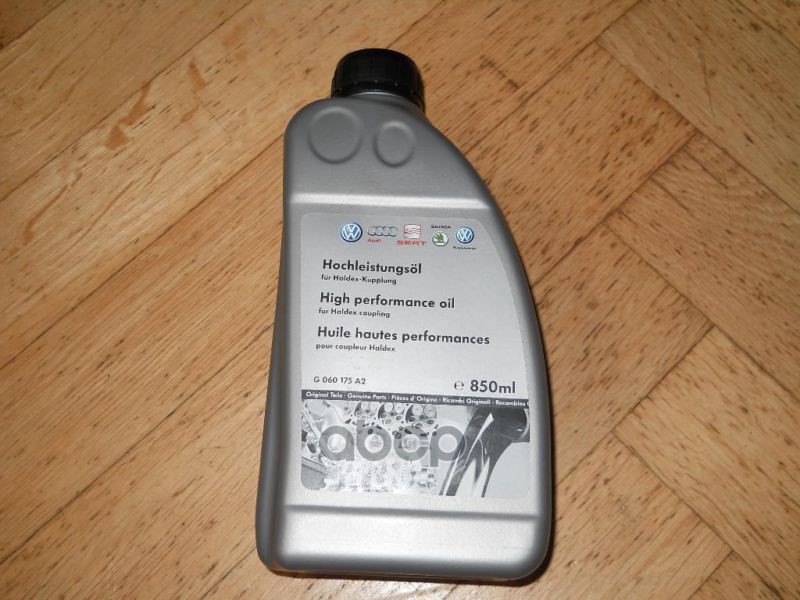 ŠKODA
Audi
SEAT
Hochleistungsöl
für Haldex-Kupplung
High performance oil
for Haldex coupling
Huile hautes performances
pour coupleur Haldex
G 060 175 A2 e 850ml
Original Teile · Genuine Parts · Pièces d'Origine · Ricambi Originali · Recambios
abcp